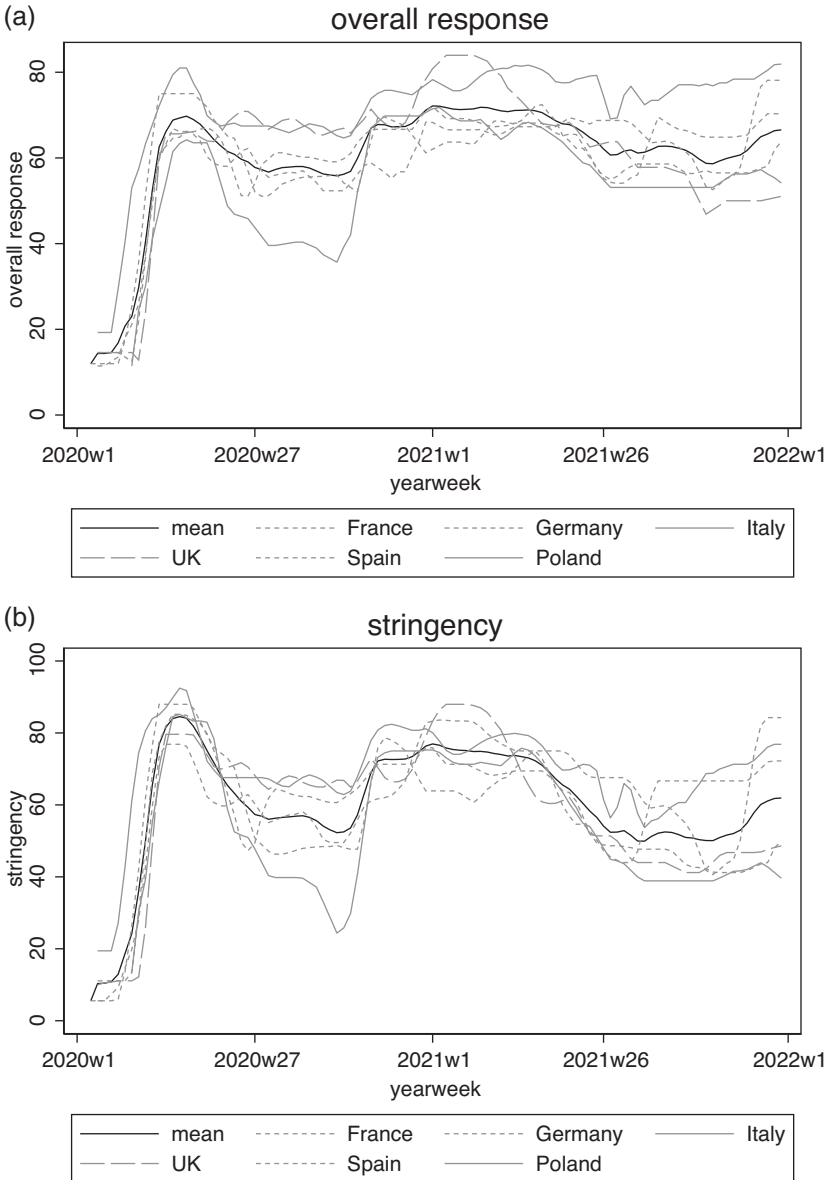 (a)
overall response
overall response
80
60
40
20
0
2020w1 2020w27 2021w1 2021w26 2022w1
yearweek
mean France Germany Italy
UK Spain Poland
(b)
stringency
stringency
100
80
60
40
20
0
2020w1 2020w27 2021w1 2021w26 2022w1
yearweek
mean France Germany Italy
UK Spain Poland